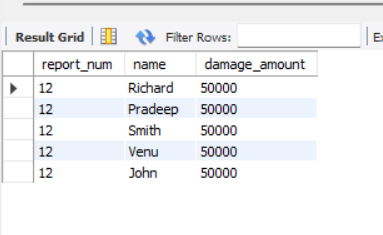 Result Grid Filter Rows: Ex
report_num name damage_amount
12 Richard 50000
12 Pradeep 50000
12 Smith 50000
12 Venu 50000
12 John 50000